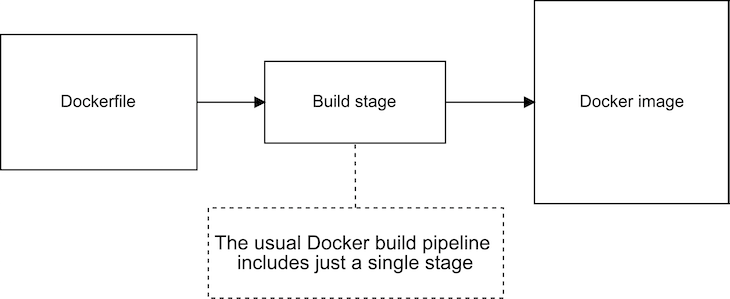 Dockerfile
Build stage
Docker image
The usual Docker build pipeline
includes just a single stage